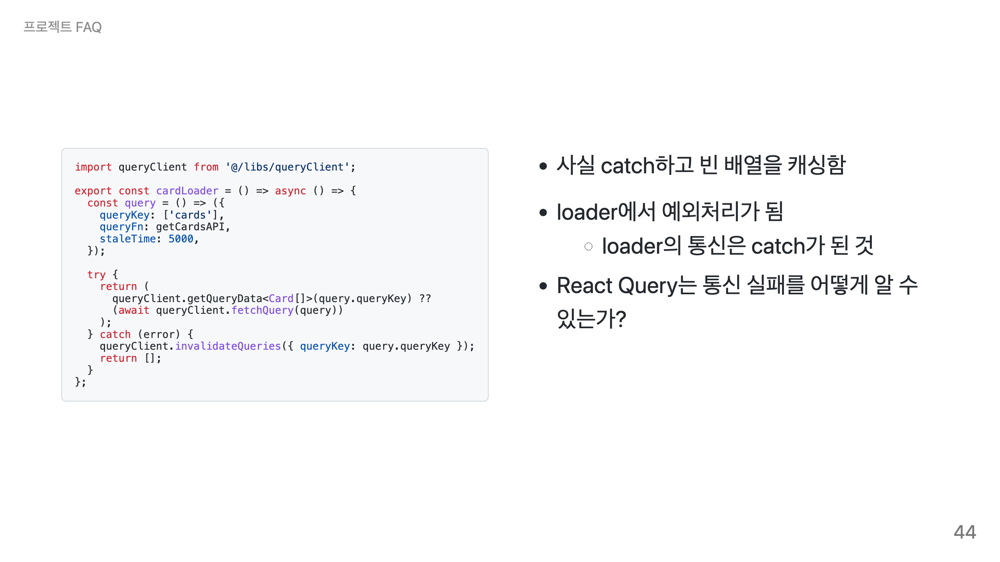 프로젝트 FAQ
import queryClient from '@/libs/queryClient';
export const cardLoader = () => async () => {
  const query = () => ({
    queryKey: ['cards'],
    queryFn: getCardsAPI,
    staleTime: 5000,
  });
  try {
    return (
      queryClient.getQueryData<Card[]>(query.queryKey) ??
      (await queryClient.fetchQuery(query))
    );
  } catch (error) {
    queryClient.invalidateQueries({ queryKey: query.queryKey });
    return [];
  }
};
• 사실 catch하고 빈 배열을 캐싱함
• loader에서 예외처리가 됨
○ loader의 통신은 catch가 된 것
• React Query는 통신 실패를 어떻게 알 수
있는가?
44